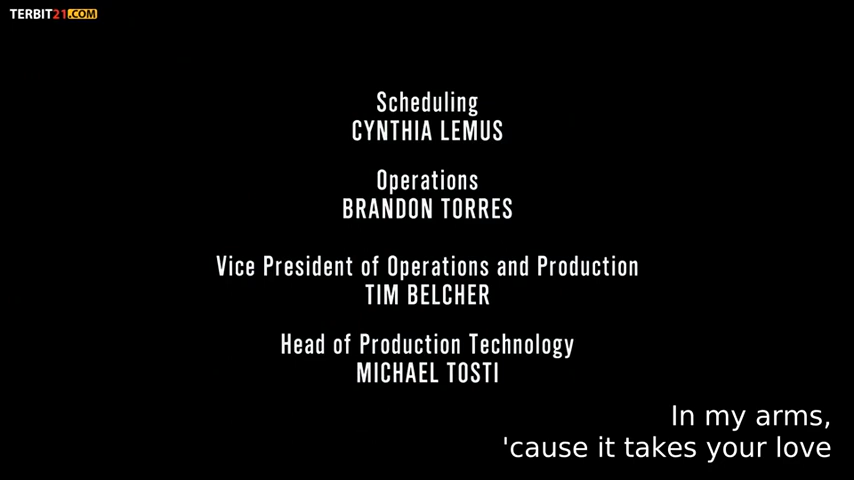 TERBIT21.COM
Scheduling
CYNTHIA LEMUS
Operations
BRANDON TORRES
Vice President of Operations and Production
TIM BELCHER
Head of Production Technology
MICHAEL TOSTI
In my arms,
'cause it takes your love